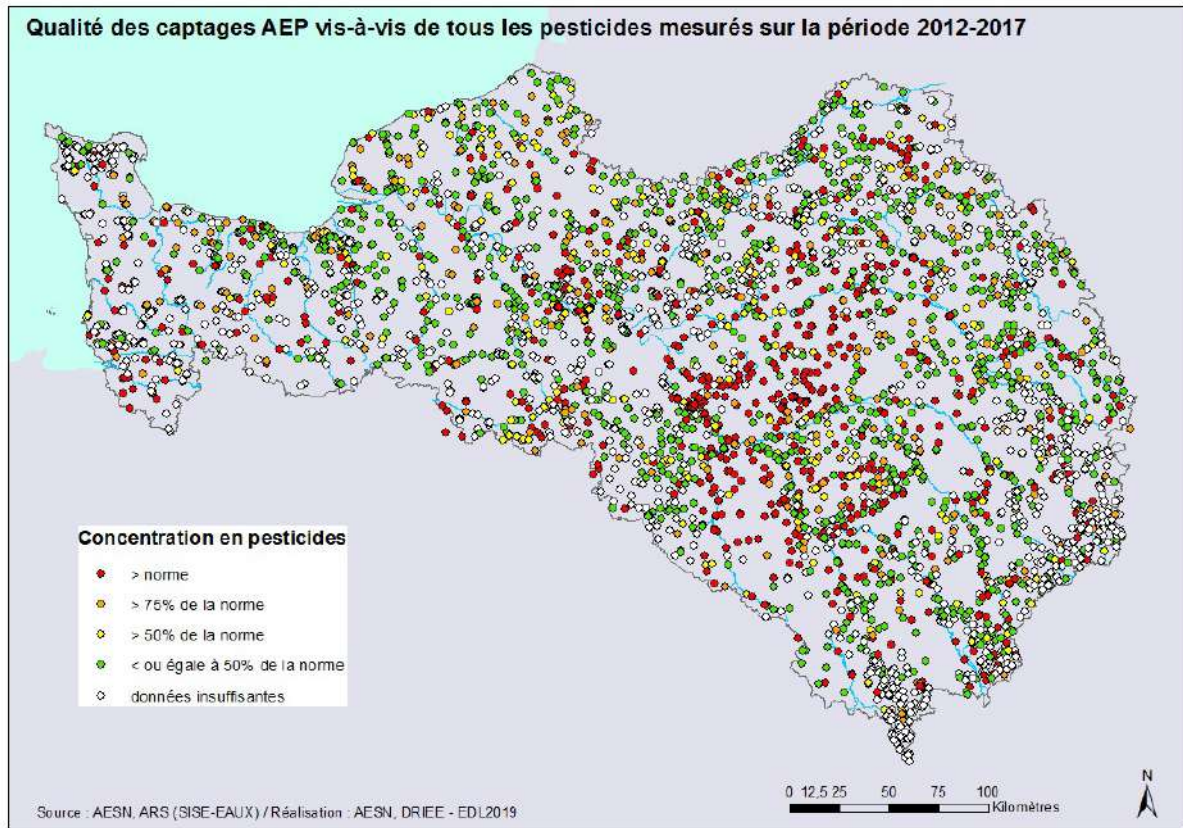 Qualité des captages AEP vis-à-vis de tous les pesticides mesurés sur la période 2012-2017
Concentration en pesticides
> norme
> 75% de la norme
> 50% de la norme
< ou égale à 50% de la norme
données insuffisantes
Source : AESN, ARS (SISE-EAUX) / Réalisation : AESN, DRIEE - EDL2019
0 12,5 25 50 75 100
Kilomètres
N